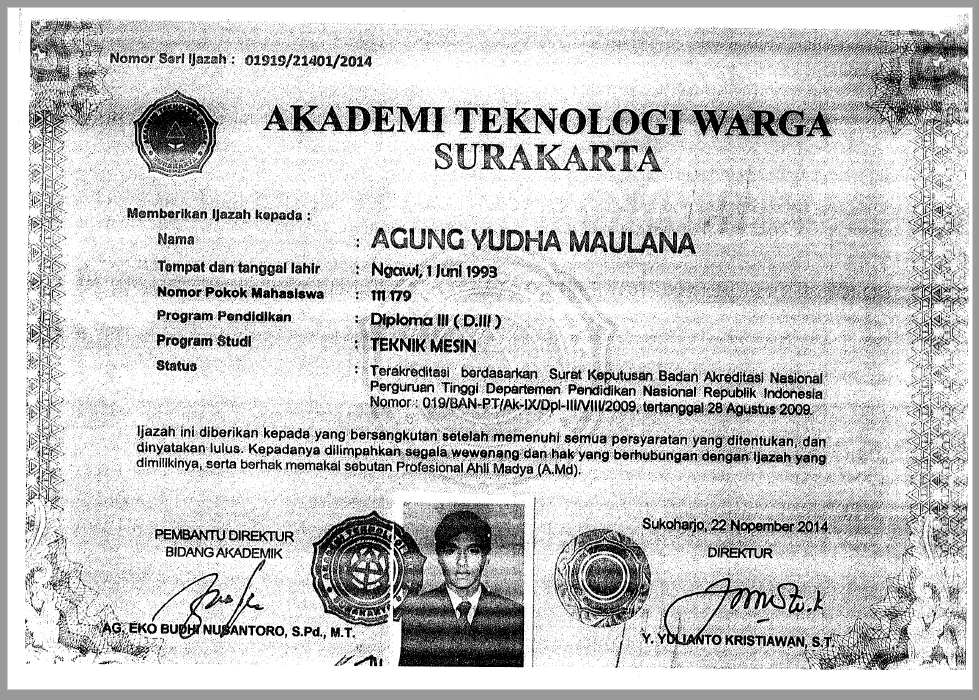 Nomor Seri Ijazah : 01919/21401/2014
AKADEMI TEKNOLOGI WARGA
SURAKARTA
Memberikan Ijazah kepada :
Nama : AGUNG YUDHA MAULANA
Tempat dan tanggal lahir : Ngawi, 1 Juni 1993
Nomor Pokok Mahasiswa : 111 179
Program Pendidikan : Diploma III ( D.III )
Program Studi : TEKNIK MESIN
Status : Terakreditasi berdasarkan Surat Keputusan Badan Akreditasi Nasional
Perguruan Tinggi Departemen Pendidikan Nasional Republik Indonesia
Nomor : 019/BAN-PT/Ak-IX/Dpl-III/VIII/2009, tertanggal 28 Agustus 2009.
Ijazah ini diberikan kepada yang bersangkutan setelah memenuhi semua persyaratan yang ditentukan, dan
dinyatakan lulus. Kepadanya dilimpahkan segala wewenang dan hak yang berhubungan dengan Ijazah yang
dimilikinya, serta berhak memakai sebutan Profesional Ahli Madya (A.Md).
PEMBANTU DIREKTUR
BIDANG AKADEMIK
AG. EKO BUDHI NUSANTORO, S.Pd., M.T.
Sukoharjo, 22 Nopember 2014
DIREKTUR
Y. YULIANTO KRISTIAWAN, S.T.